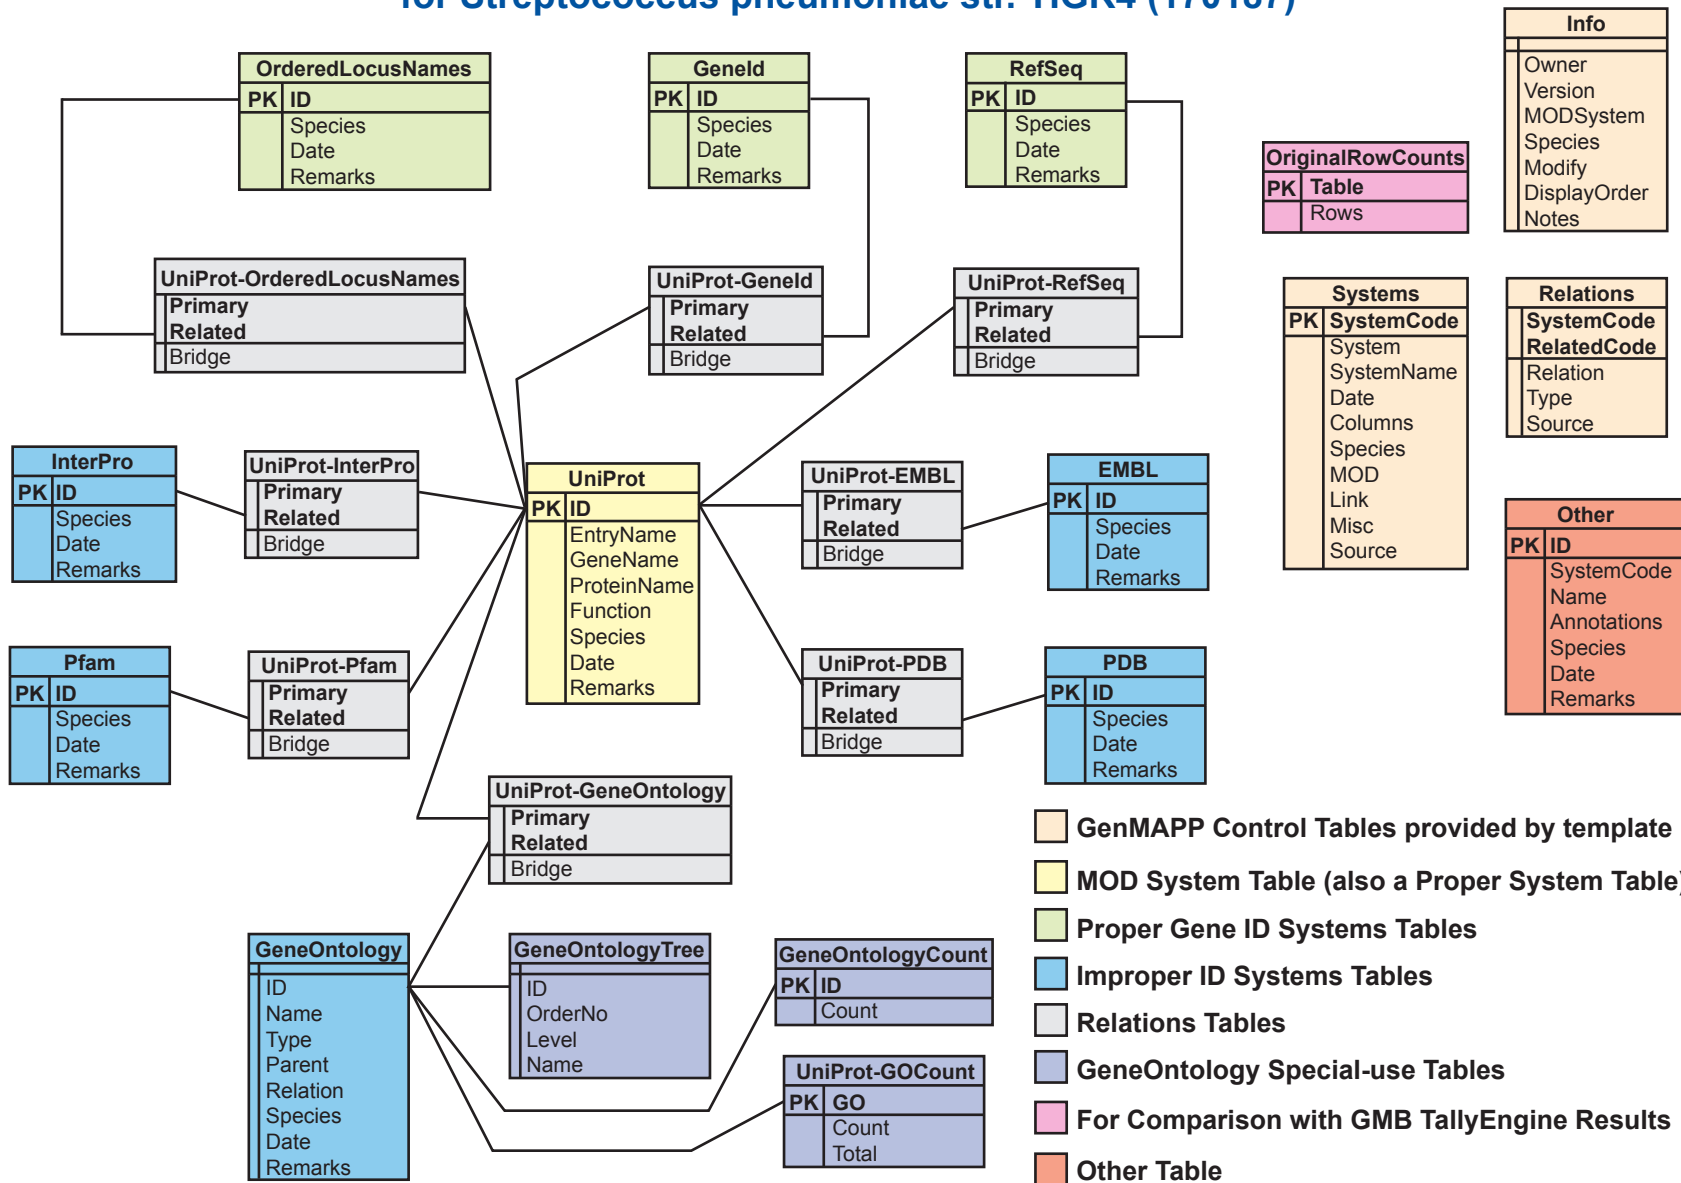 for Streptococcus pneumoniae str. TIGR4 (170187)
OrderedLocusNames
PK ID
Species
Date
Remarks
GeneId
PK ID
Species
Date
Remarks
RefSeq
PK ID
Species
Date
Remarks
Info
Owner
Version
MODSystem
Species
Modify
DisplayOrder
Notes
OriginalRowCounts
PK Table
Rows
UniProt-OrderedLocusNames
Primary
Related
Bridge
UniProt-GeneId
Primary
Related
Bridge
UniProt-RefSeq
Primary
Related
Bridge
Systems
PK SystemCode
System
SystemName
Date
Columns
Species
MOD
Link
Misc
Source
Relations
SystemCode
RelatedCode
Relation
Type
Source
InterPro
PK ID
Species
Date
Remarks
UniProt-InterPro
Primary
Related
Bridge
UniProt
PK ID
EntryName
GeneName
ProteinName
Function
Species
Date
Remarks
UniProt-EMBL
Primary
Related
Bridge
EMBL
PK ID
Species
Date
Remarks
Other
PK ID
SystemCode
Name
Annotations
Species
Date
Remarks
Pfam
PK ID
Species
Date
Remarks
UniProt-Pfam
Primary
Related
Bridge
UniProt-PDB
Primary
Related
Bridge
PDB
PK ID
Species
Date
Remarks
UniProt-GeneOntology
Primary
Related
Bridge
GeneOntology
ID
Name
Type
Parent
Relation
Species
Date
Remarks
GeneOntologyTree
ID
OrderNo
Level
Name
GeneOntologyCount
PK ID
Count
UniProt-GOCount
PK GO
Count
Total
GenMAPP Control Tables provided by template
MOD System Table (also a Proper System Table)
Proper Gene ID Systems Tables
Improper ID Systems Tables
Relations Tables
GeneOntology Special-use Tables
For Comparison with GMB TallyEngine Results
Other Table